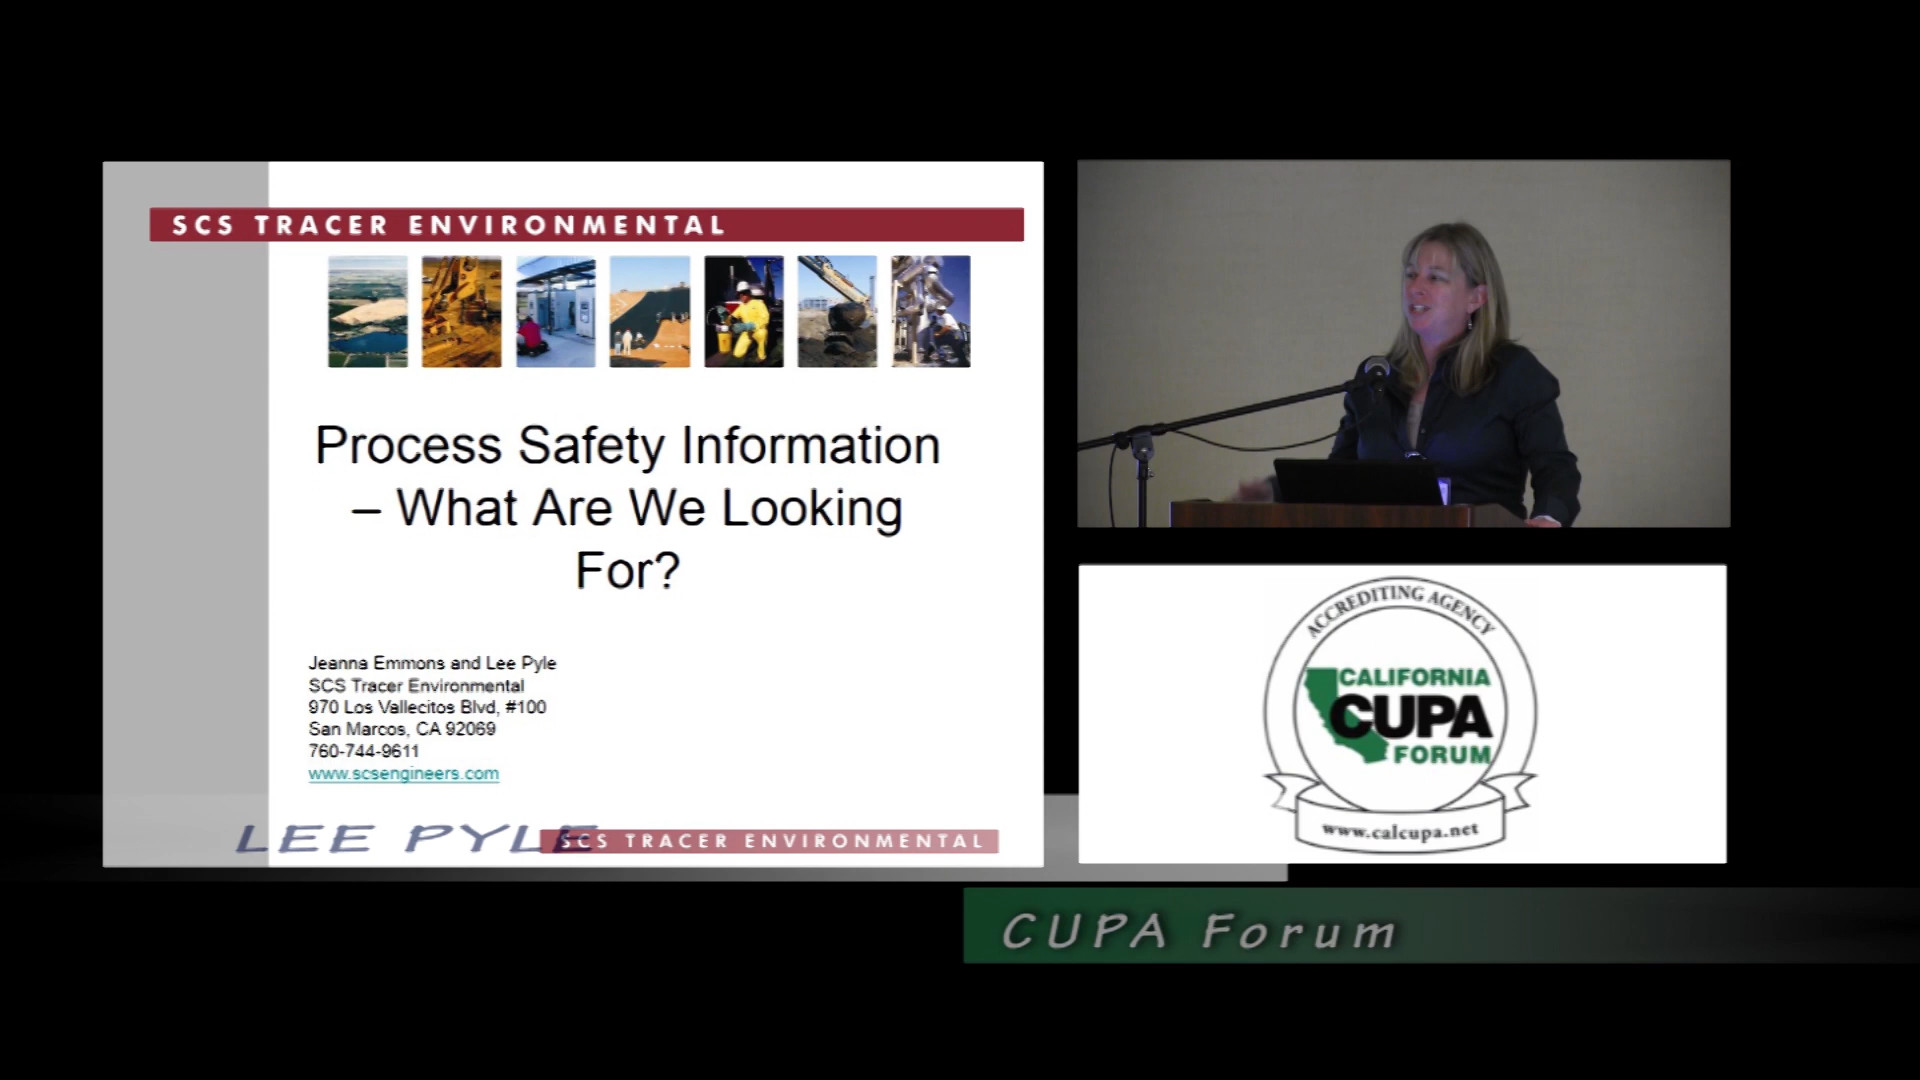 SCS TRACER ENVIRONMENTAL
Process Safety Information
– What Are We Looking
For?
Jeanna Emmons and Lee Pyle
SCS Tracer Environmental
970 Los Vallecitos Blvd, #100
San Marcos, CA 92069
760-744-9611
www.scsengineers.com
LEE PYLE
SCS TRACER ENVIRONMENTAL
ACCREDITING AGENCY
CALIFORNIA
CUPA
FORUM
www.calcupa.net
CUPA Forum